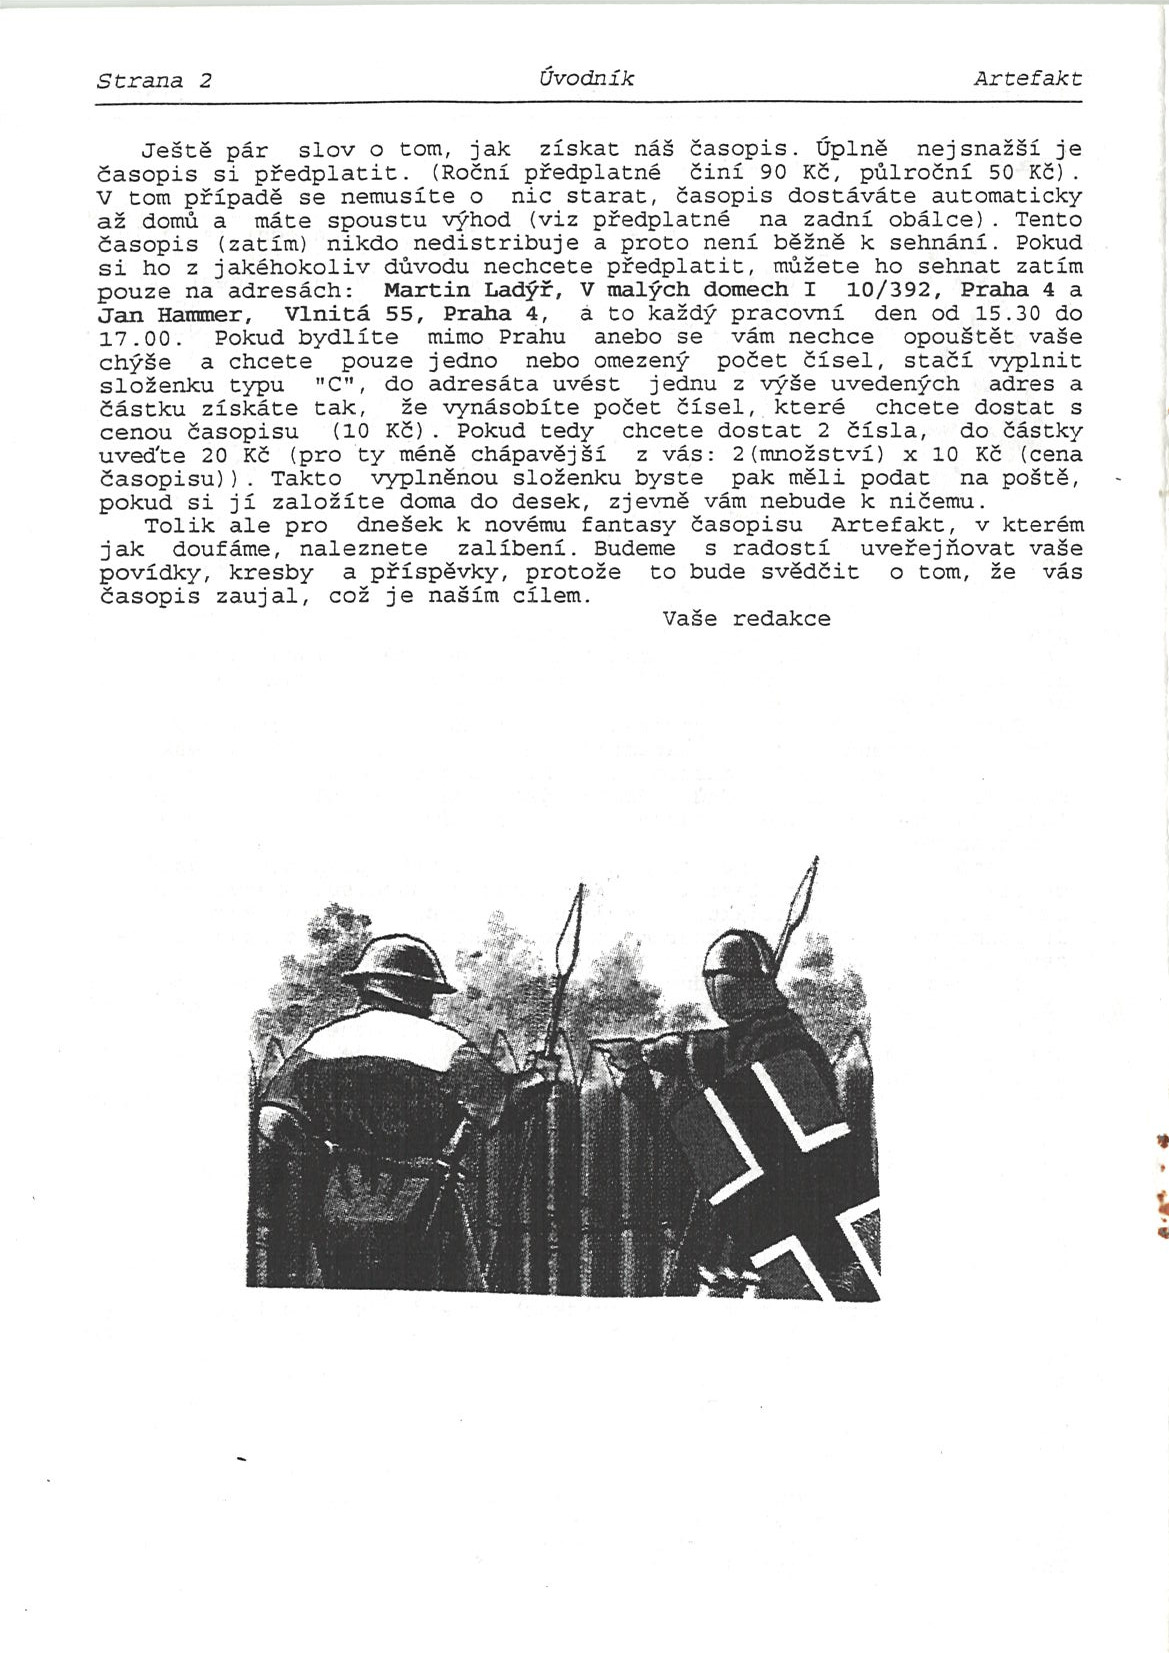 Strana 2 Úvodník Artefakt
Ještě pár slov o tom, jak získat náš časopis. Úplně nejsnažší je
časopis si předplatit. (Roční předplatné činí 90 Kč, půlroční 50 Kč).
V tom případě se nemusíte o nic starat, časopis dostáváte automaticky
až domů a máte spoustu výhod (viz předplatné na zadní obálce). Tento
časopis (zatím) nikdo nedistribuje a proto není běžně k sehnání. Pokud
si ho z jakéhokoliv důvodu nechcete předplatit, můžete ho sehnat zatím
pouze na adresách: Martin Ladýř, V malých domech I 10/392, Praha 4 a
Jan Hammer, Vlnitá 55, Praha 4, a to každý pracovní den od 15.30 do
17.00. Pokud bydlíte mimo Prahu anebo se vám nechce opouštět vaše
chýše a chcete pouze jedno nebo omezený počet čísel, stačí vyplnit
složenku typu "C", do adresáta uvést jednu z výše uvedených adres a
částku získáte tak, že vynásobíte počet čísel, které chcete dostat s
cenou časopisu (10 Kč). Pokud tedy chcete dostat 2 čísla, do částky
uveďte 20 Kč (pro ty méně chápavější z vás: 2(množství) x 10 Kč (cena
časopisu)). Takto vyplněnou složenku byste pak měli podat na poště,
pokud si jí založíte doma do desek, zjevně vám nebude k ničemu.
Tolik ale pro dnešek k novému fantasy časopisu Artefakt, v kterém
jak doufáme, naleznete zalíbení. Budeme s radostí uveřejňovat vaše
povídky, kresby a příspěvky, protože to bude svědčit o tom, že vás
časopis zaujal, což je naším cílem.
Vaše redakce